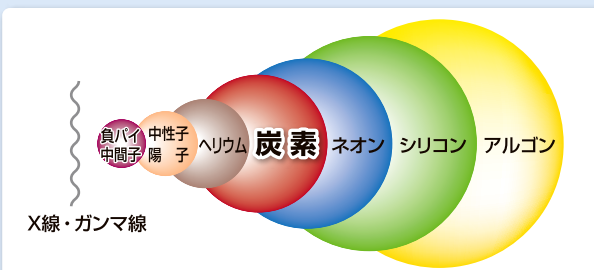 負パイ
中間子
中性子
陽　子
ヘリウム
炭素
ネオン
シリコン
アルゴン
X線・ガンマ線